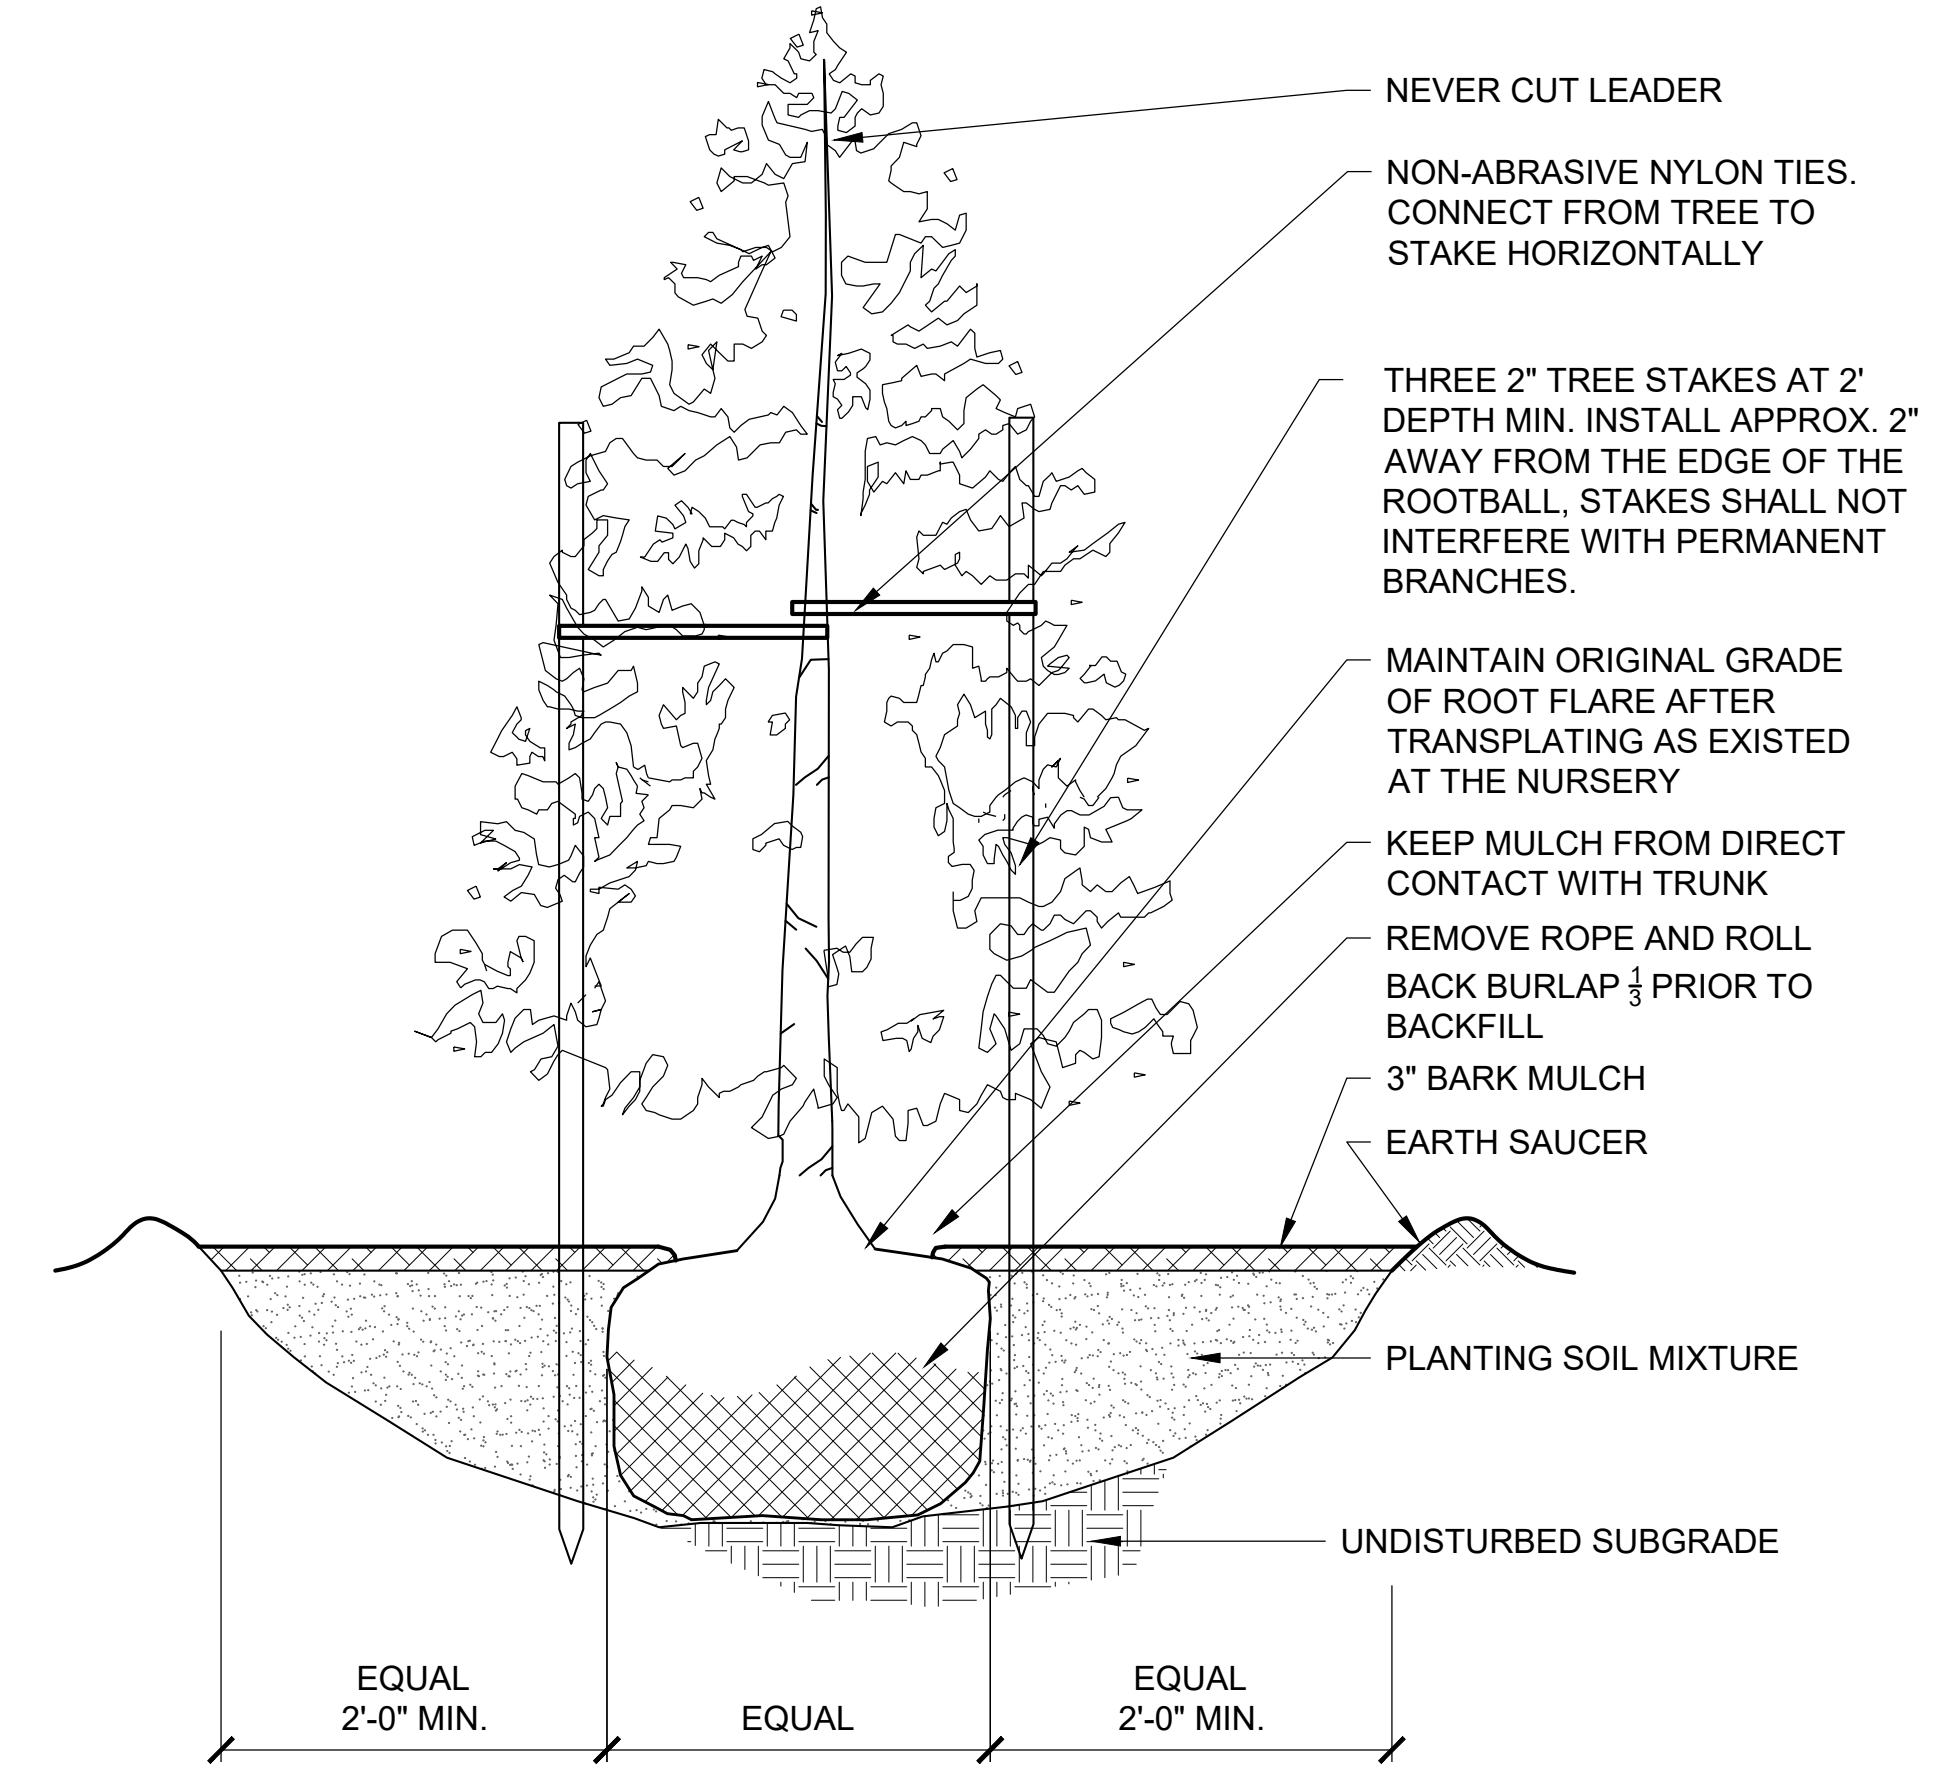 NEVER CUT LEADER
NON-ABRASIVE NYLON TIES.
CONNECT FROM TREE TO
STAKE HORIZONTALLY
THREE 2" TREE STAKES AT 2'
DEPTH MIN. INSTALL APPROX. 2"
AWAY FROM THE EDGE OF THE
ROOTBALL, STAKES SHALL NOT
INTERFERE WITH PERMANENT
BRANCHES.
MAINTAIN ORIGINAL GRADE
OF ROOT FLARE AFTER
TRANSPLATING AS EXISTED
AT THE NURSERY
KEEP MULCH FROM DIRECT
CONTACT WITH TRUNK
REMOVE ROPE AND ROLL
BACK BURLAP 1/3 PRIOR TO
BACKFILL
3" BARK MULCH
EARTH SAUCER
PLANTING SOIL MIXTURE
UNDISTURBED SUBGRADE
EQUAL
2'-0" MIN.
EQUAL
EQUAL
2'-0" MIN.